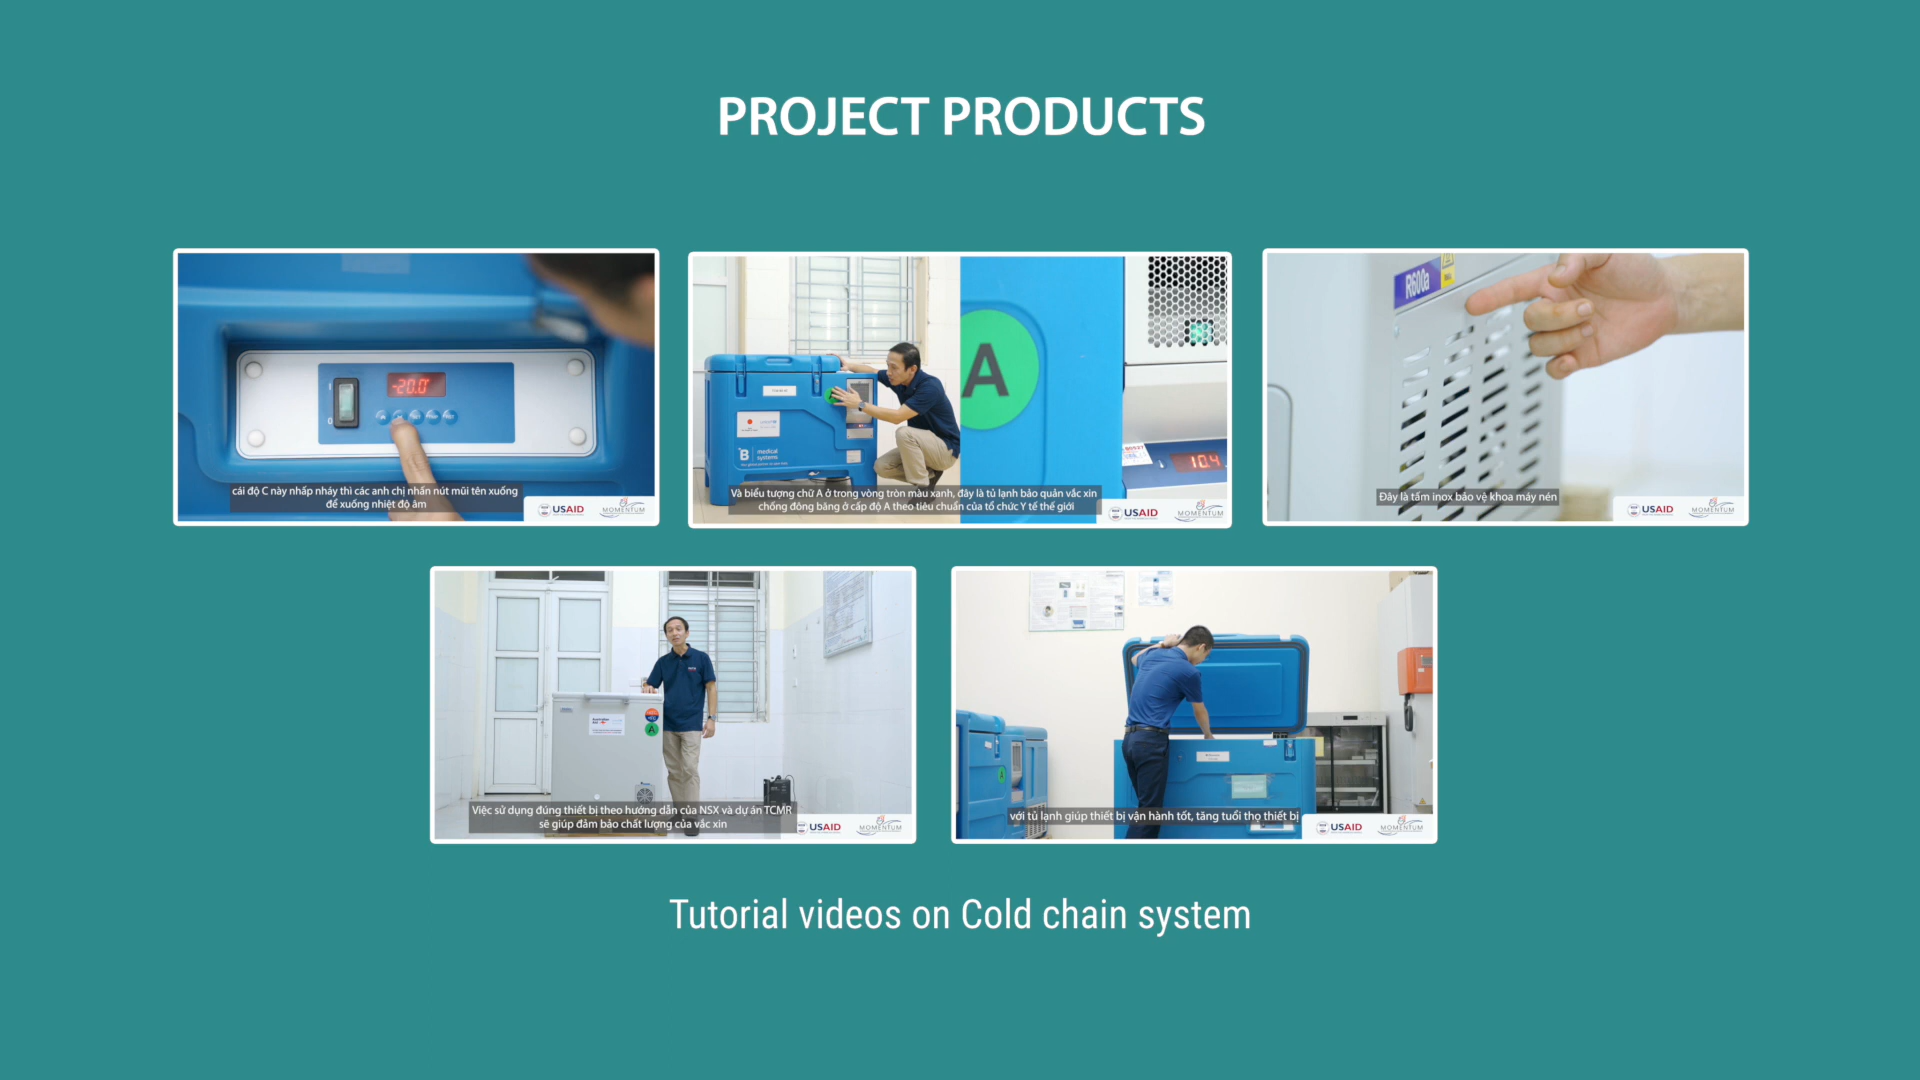 PROJECT PRODUCTS
-20.0°
cái độ C này nhấp nháy thì các anh chị nhấn nút mũi tên xuống
để xuống nhiệt độ âm
USAID
MOMENTUM
B medical
systems
A
10.4
Và biểu tượng chữ A ở trong vòng tròn màu xanh, đây là tủ lạnh bảo quản vắc xin
chống đông băng ở cấp độ A theo tiêu chuẩn của tổ chức Y tế thế giới
USAID
MOMENTUM
R600a
Đây là tấm inox bảo vệ khoa máy nén
USAID
MOMENTUM
A
Việc sử dụng đúng thiết bị theo hướng dẫn của NSX và dự án TCMR
sẽ giúp đảm bảo chất lượng của vắc xin
USAID
MOMENTUM
A
với tủ lạnh giúp thiết bị vận hành tốt, tăng tuổi thọ thiết bị
USAID
MOMENTUM
Tutorial videos on Cold chain system